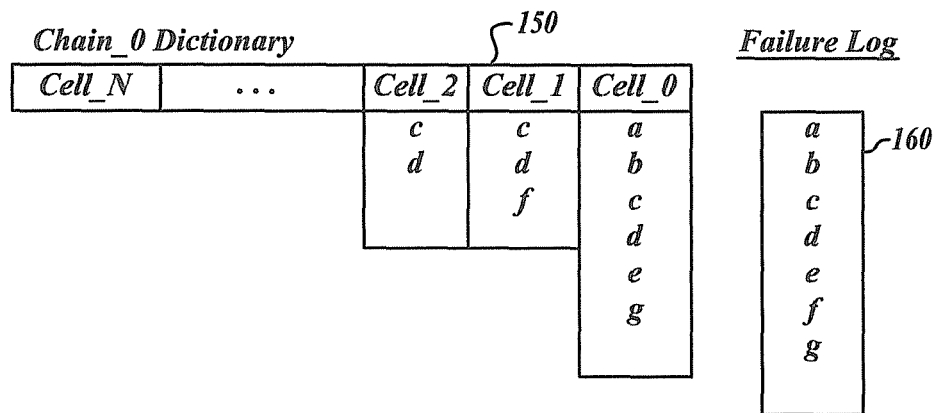 150
Chain_0 Dictionary
Failure Log
Cell_N ... Cell_2 Cell_1 Cell_0
c c a a
160
d d b b
f c c
d d
e e
g f
g